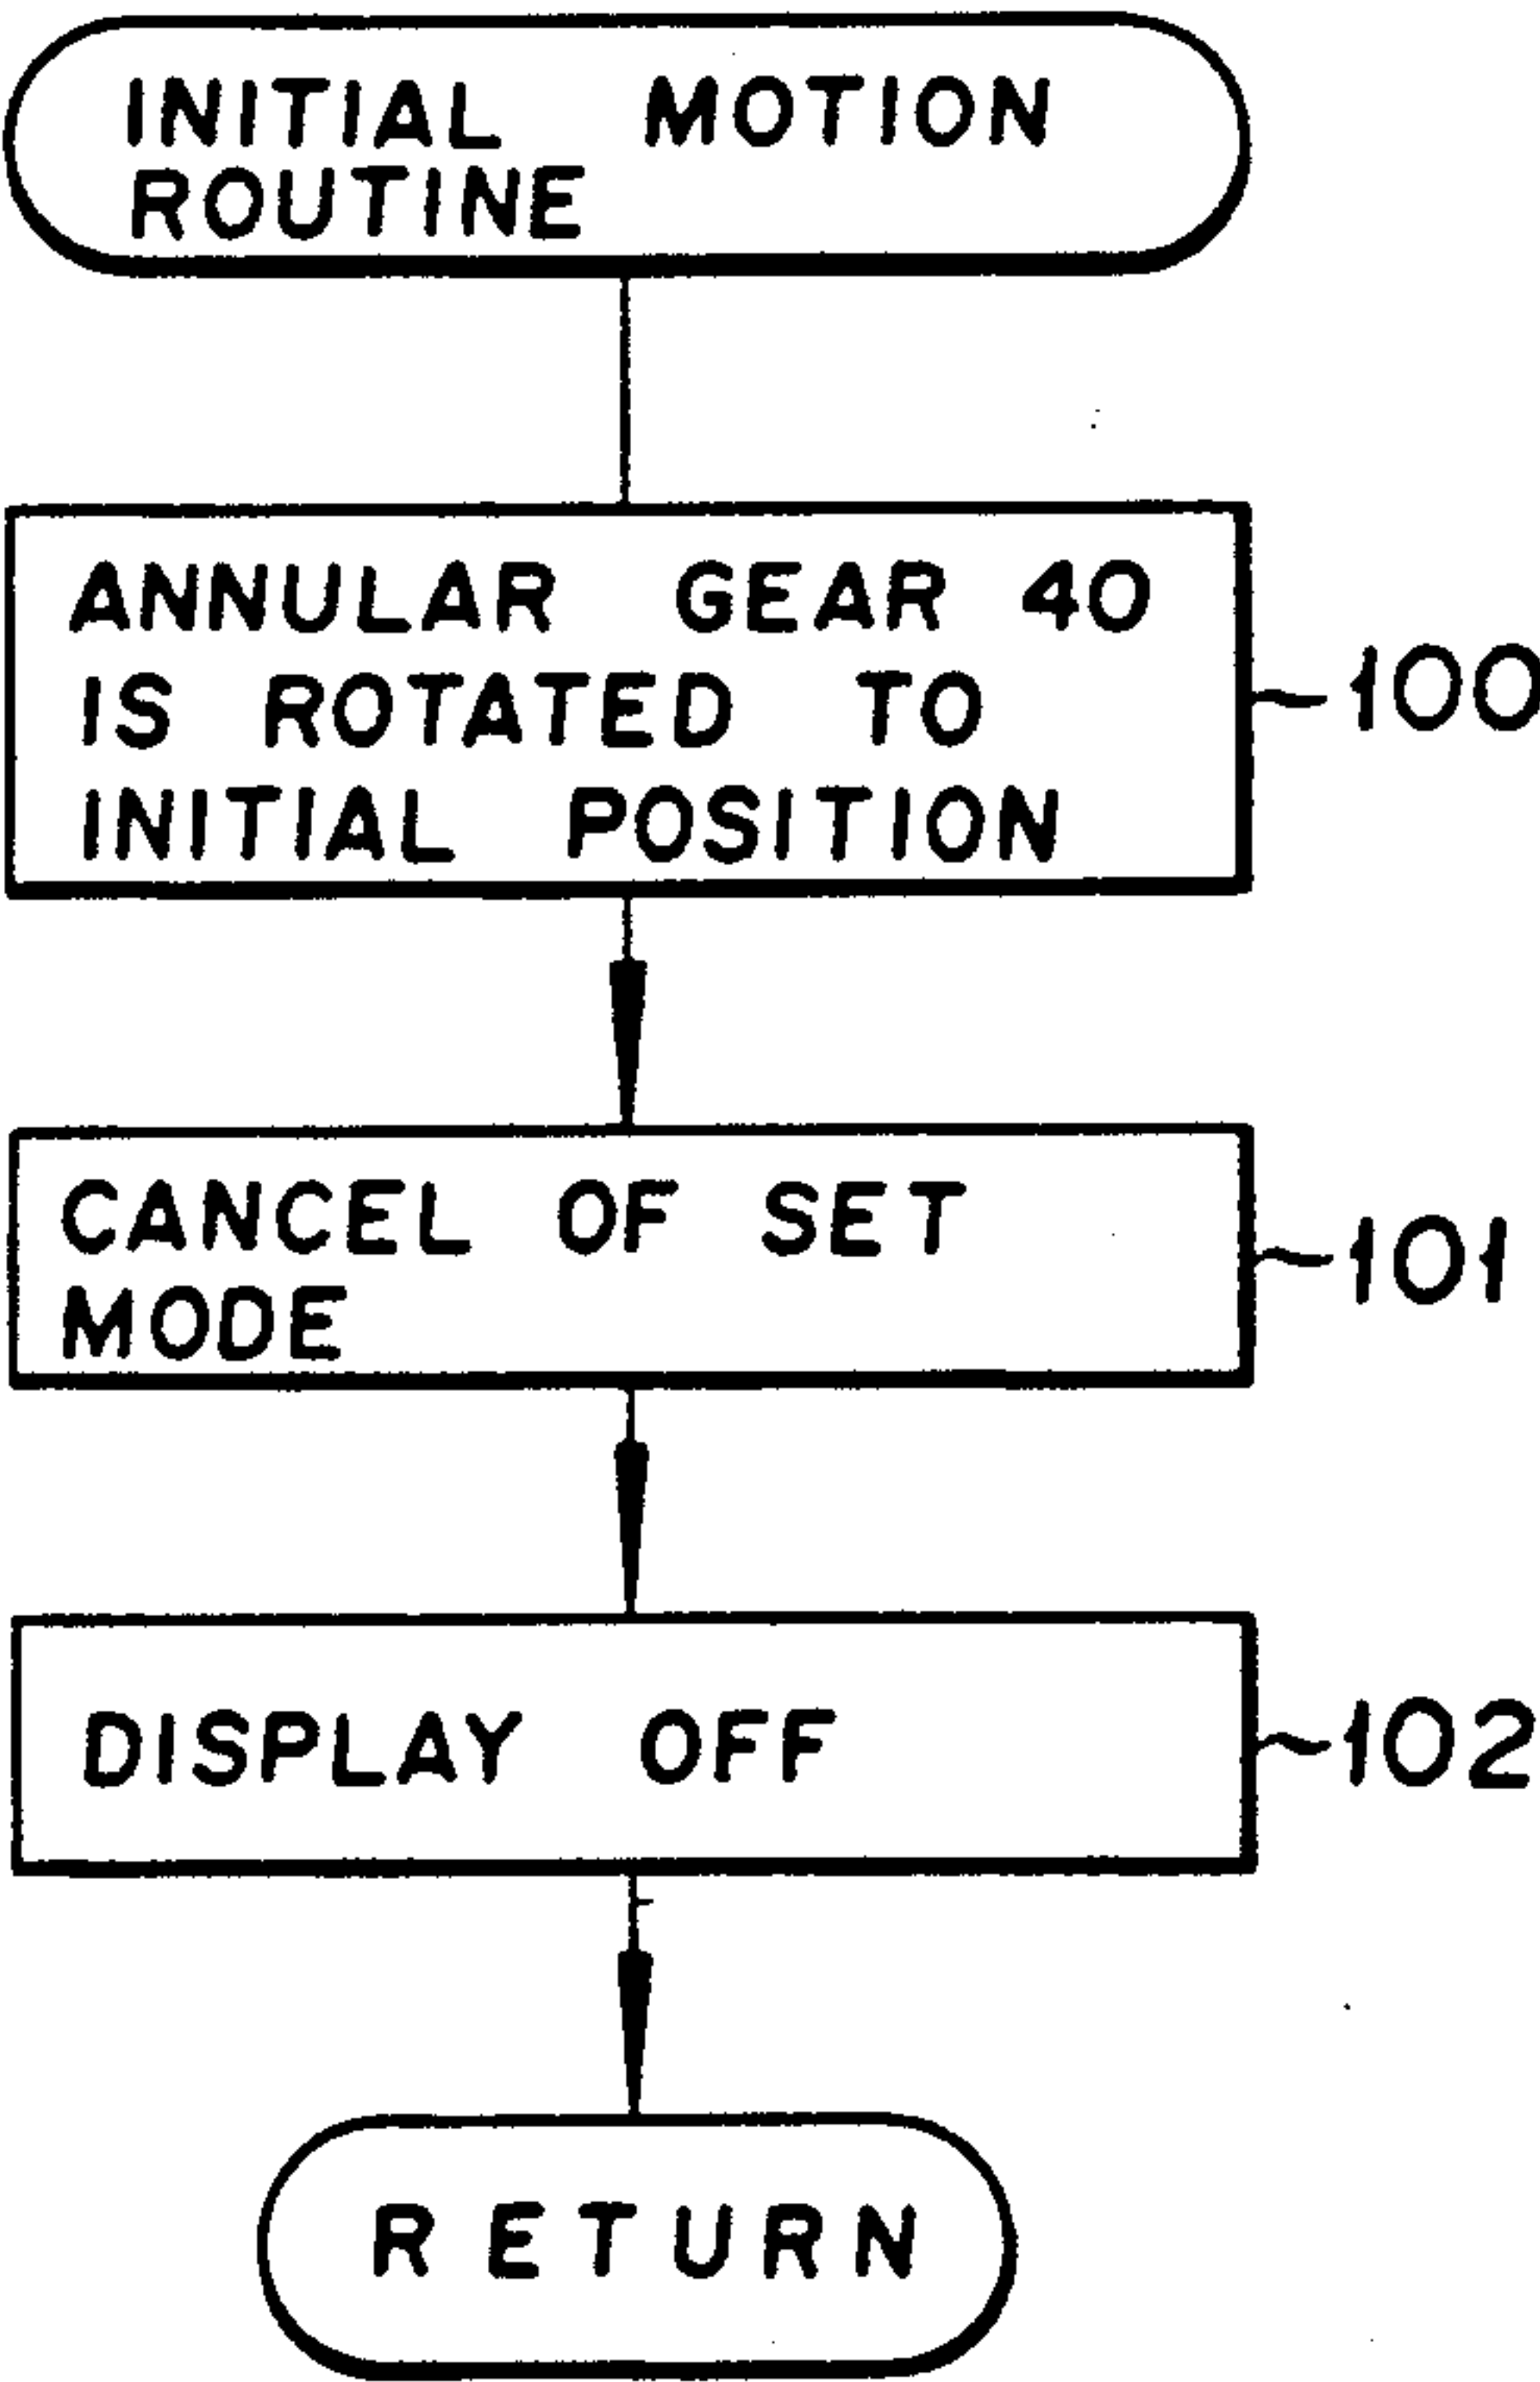 INITIAL MOTION
ROUTINE
ANNULAR GEAR 40
IS ROTATED TO
INITIAL POSITION
100
CANCEL OF SET
MODE
101
DISPLAY OFF
102
RETURN